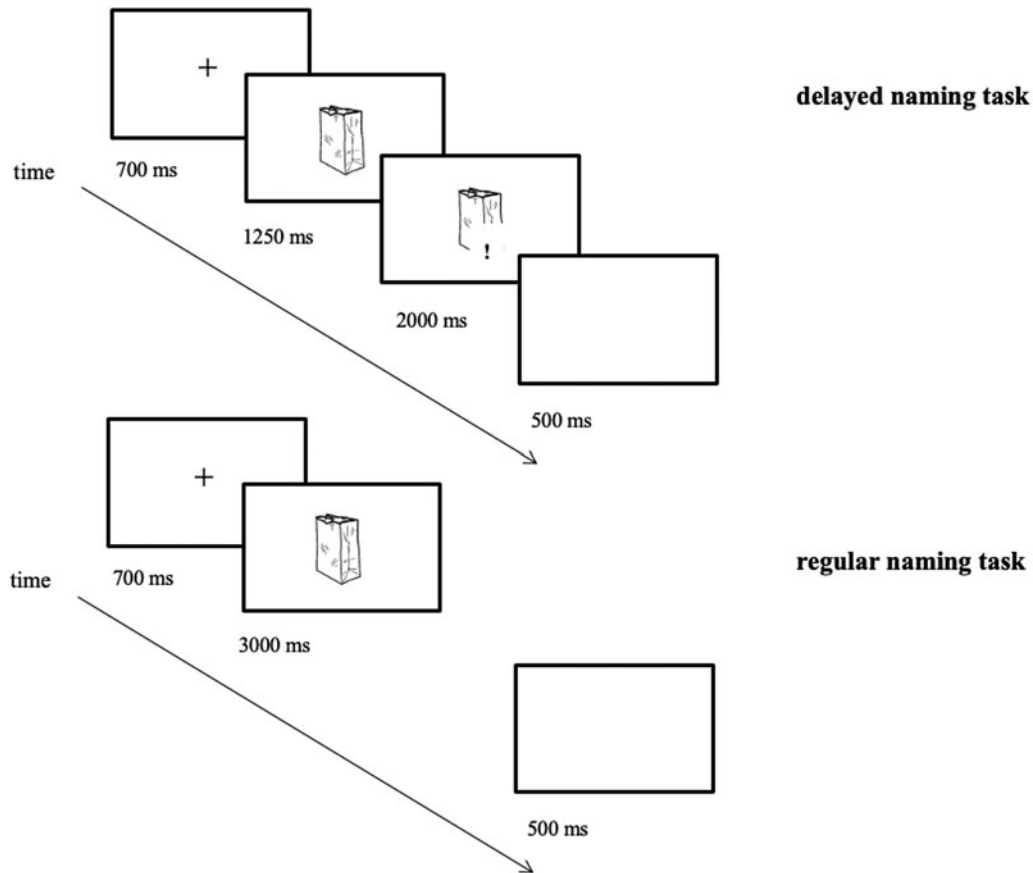 +
delayed naming task
700 ms
time
1250 ms
!
2000 ms
500 ms
+
regular naming task
700 ms
time
3000 ms
500 ms